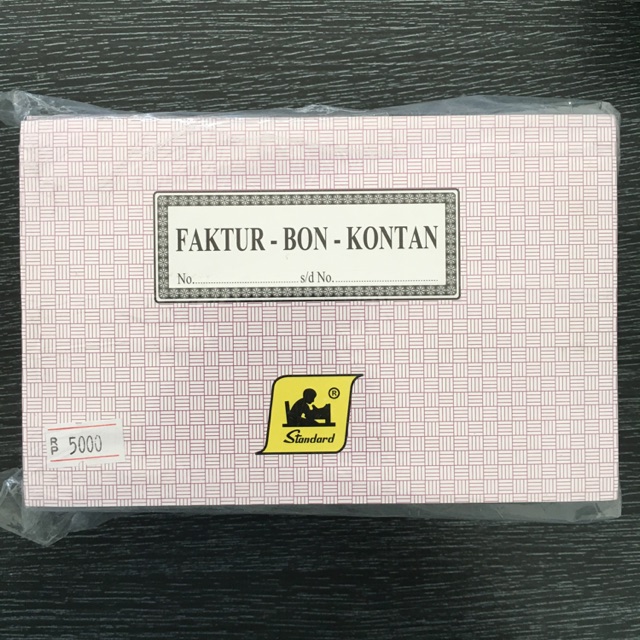 FAKTUR - BON - KONTAN
No.............................s/d No.............................
Standard ®
RP 5000